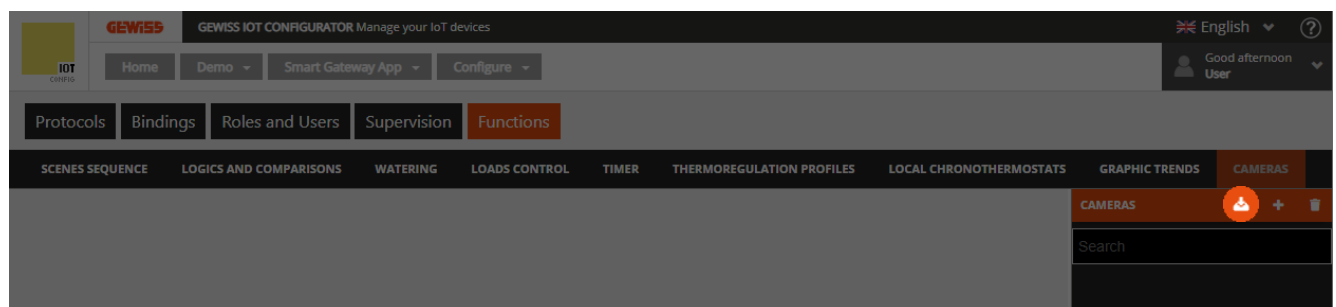 GEWISS GEWISS IOT CONFIGURATOR Manage your IoT devices English ?
IOT
CONFIG
Home Demo Smart Gateway App Configure
Good afternoon
User
Protocols Bindings Roles and Users Supervision Functions
SCENES SEQUENCE LOGICS AND COMPARISONS WATERING LOADS CONTROL TIMER THERMOREGULATION PROFILES LOCAL CHRONOTHERMOSTATS GRAPHIC TRENDS CAMERAS
CAMERAS +
Search